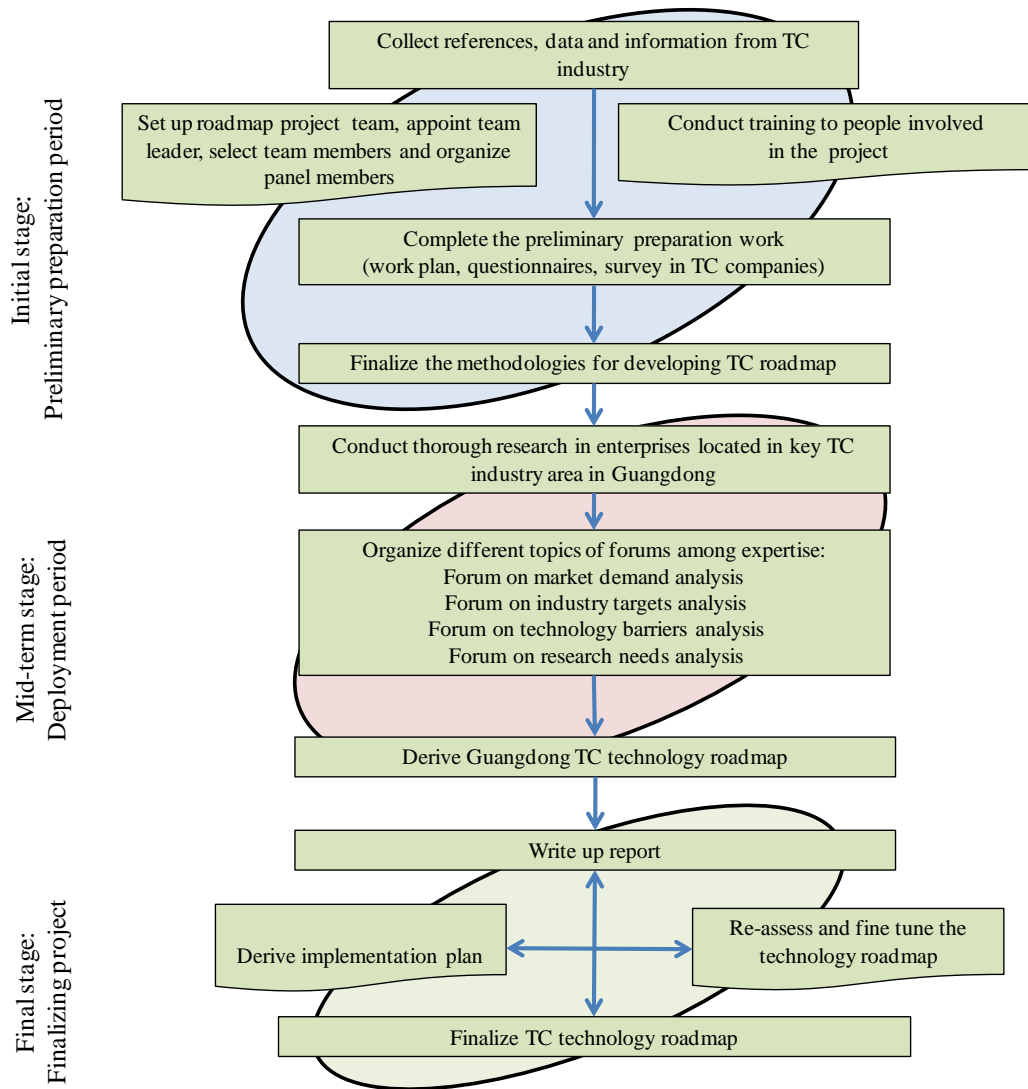 Initial stage:
Preliminary preparation period
Collect references, data and information from TC
industry
Set up roadmap project team, appoint team
leader, select team members and organize
panel members
Conduct training to people involved
in the project
Complete the preliminary preparation work
(work plan, questionnaires, survey in TC companies)
Finalize the methodologies for developing TC roadmap
Mid-term stage:
Deployment period
Conduct thorough research in enterprises located in key TC
industry area in Guangdong
Organize different topics of forums among expertise:
Forum on market demand analysis
Forum on industry targets analysis
Forum on technology barriers analysis
Forum on research needs analysis
Derive Guangdong TC technology roadmap
Final stage:
Finalizing project
Write up report
Derive implementation plan
Re-assess and fine tune the
technology roadmap
Finalize TC technology roadmap